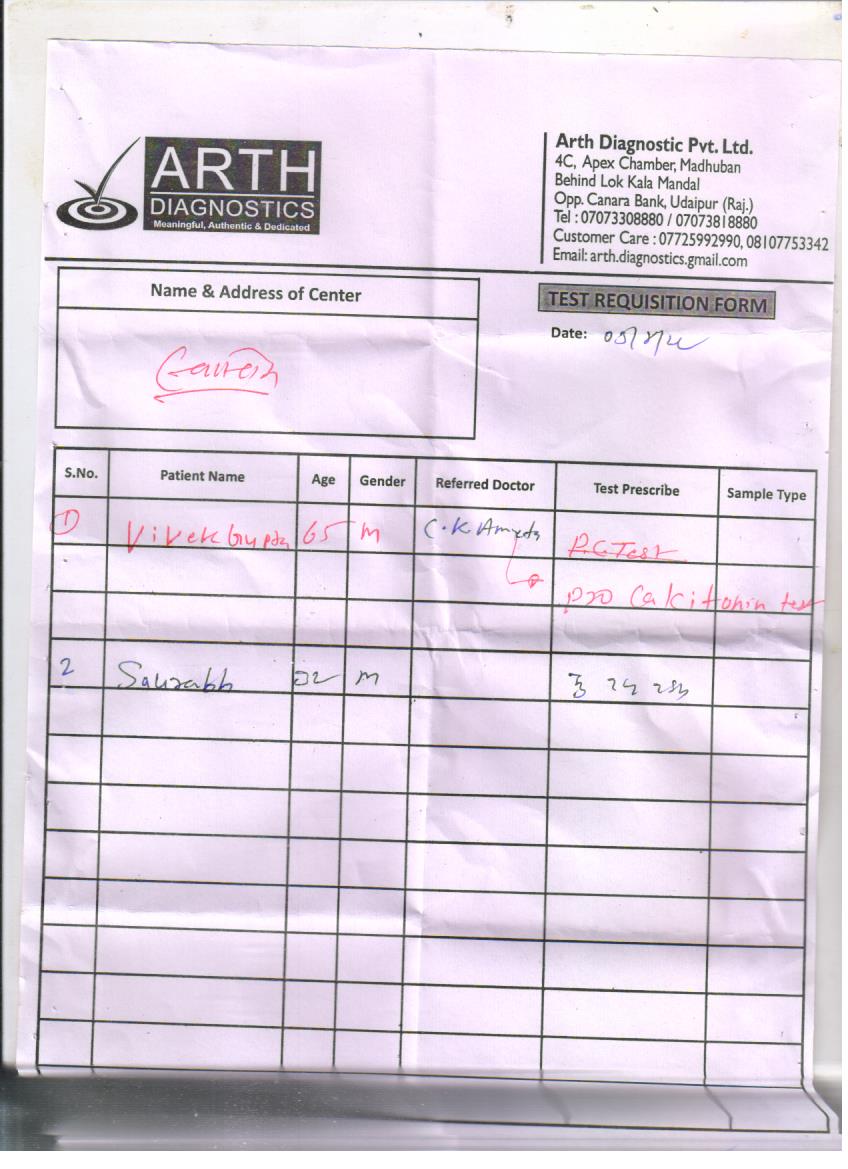 ARTH
DIAGNOSTICS
Meaningful, Authentic & Dedicated
Arth Diagnostic Pvt. Ltd.
4C, Apex Chamber, Madhuban
Behind Lok Kala Mandal
Opp. Canara Bank, Udaipur (Raj.)
Tel : 07073308880 / 07073818880
Customer Care : 07725992990, 08107753342
Email: arth.diagnostics.gmail.com
Name & Address of Center
TEST REQUISITION FORM
Date:
S.No. Patient Name Age Gender Referred Doctor Test Prescribe Sample Type
1 Vivek Gupta 65 M C.K. Ameta P.C Test
Pro Calcitonin test
2 Saurabh M